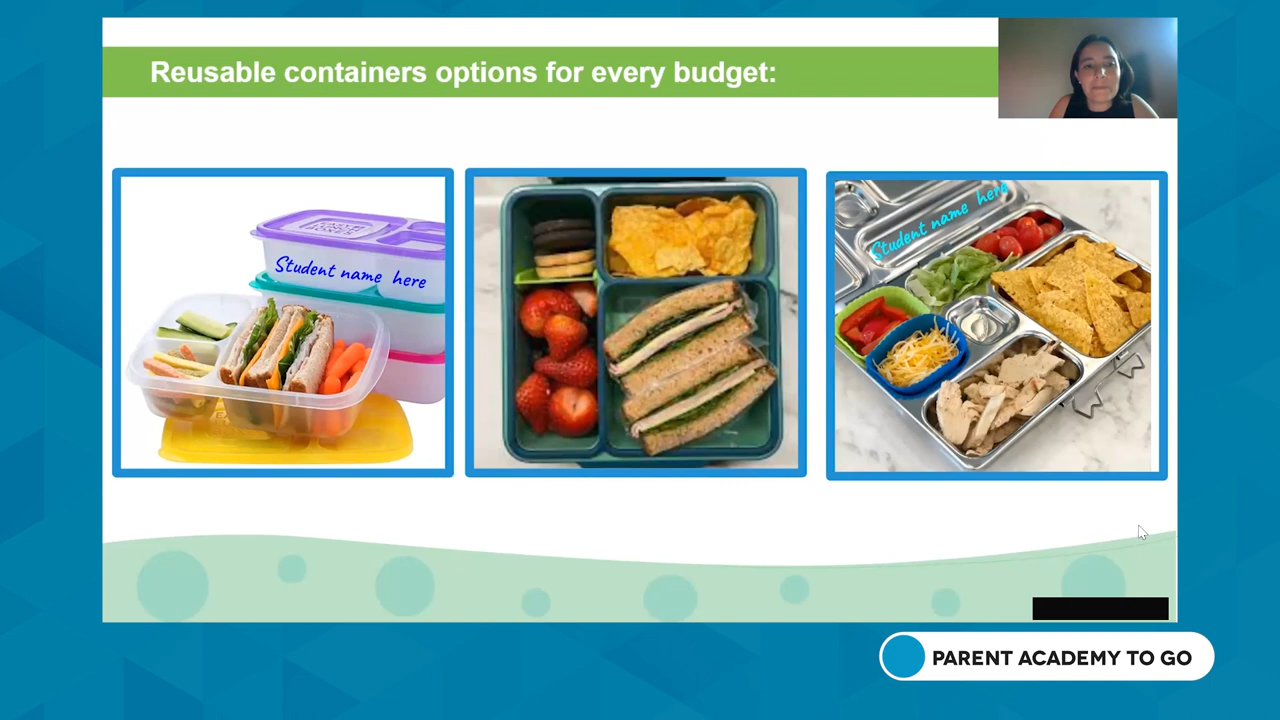 Reusable containers options for every budget:
Student name here
Student name here
PARENT ACADEMY TO GO